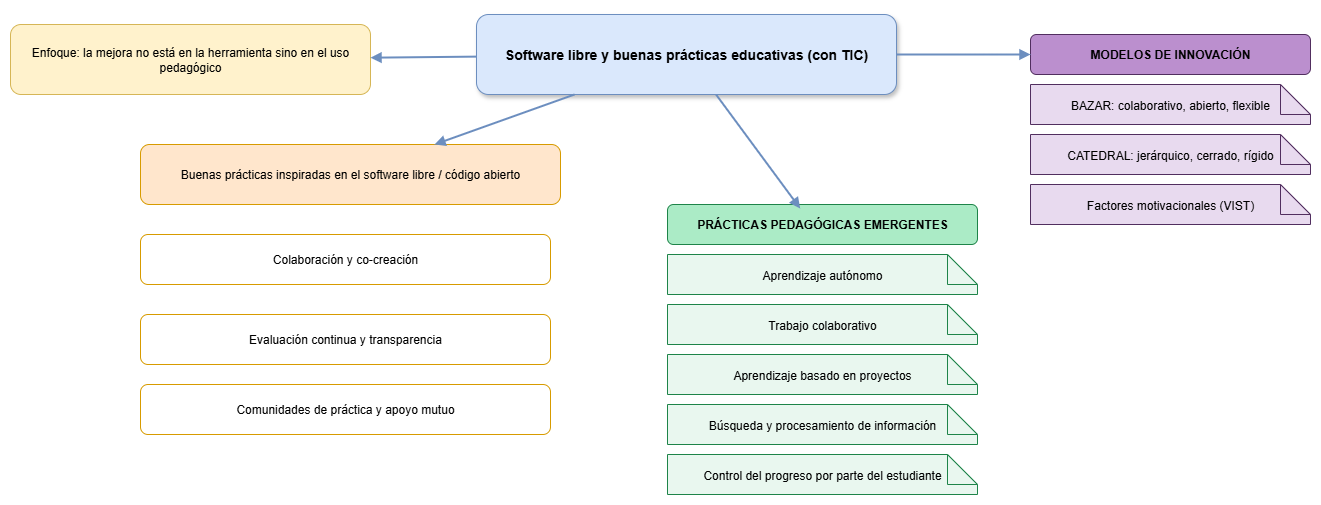 Software libre y buenas prácticas educativas (con TIC)
Enfoque: la mejora no está en la herramienta sino en el uso
pedagógico
Buenas prácticas inspiradas en el software libre / código abierto
Colaboración y co-creación
Evaluación continua y transparencia
Comunidades de práctica y apoyo mutuo
PRÁCTICAS PEDAGÓGICAS EMERGENTES
Aprendizaje autónomo
Trabajo colaborativo
Aprendizaje basado en proyectos
Búsqueda y procesamiento de información
Control del progreso por parte del estudiante
MODELOS DE INNOVACIÓN
BAZAR: colaborativo, abierto, flexible
CATEDRAL: jerárquico, cerrado, rígido
Factores motivacionales (VIST)